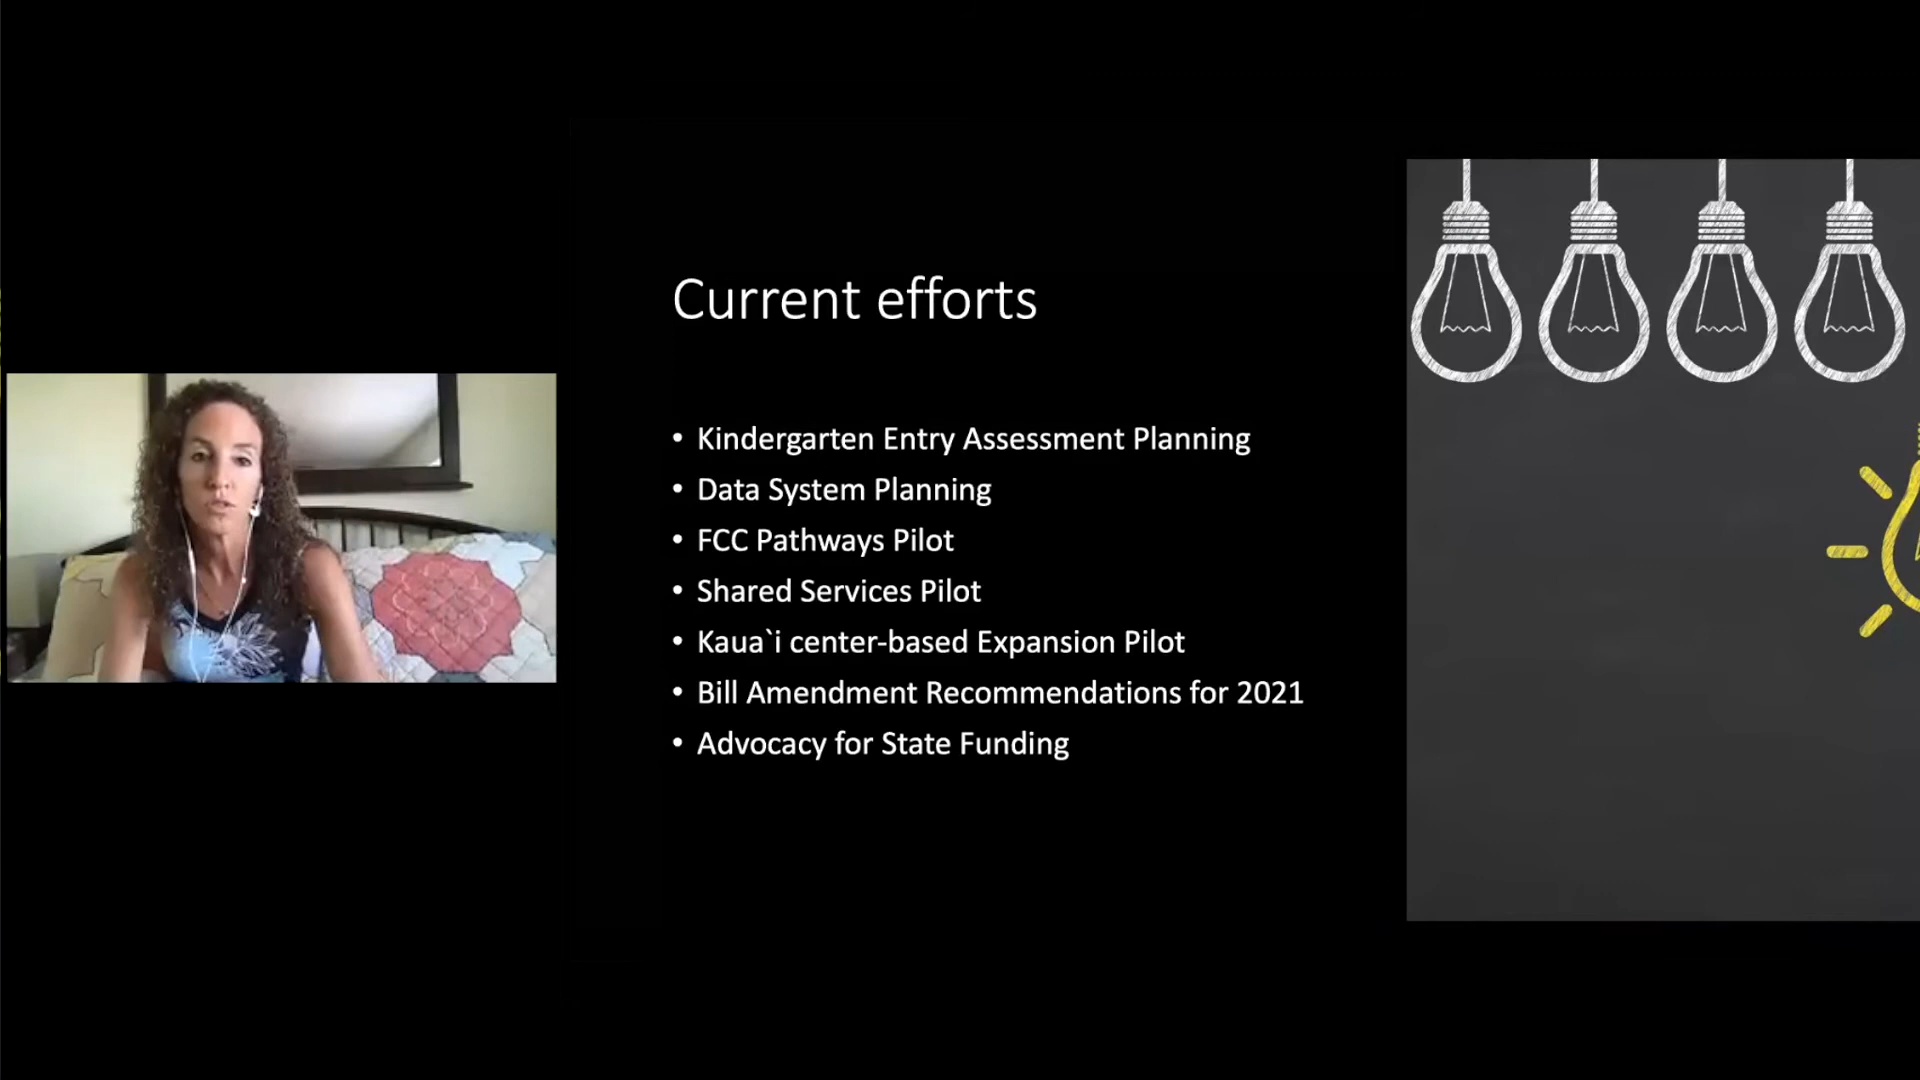 Current efforts
• Kindergarten Entry Assessment Planning
• Data System Planning
• FCC Pathways Pilot
• Shared Services Pilot
• Kaua`i center-based Expansion Pilot
• Bill Amendment Recommendations for 2021
• Advocacy for State Funding